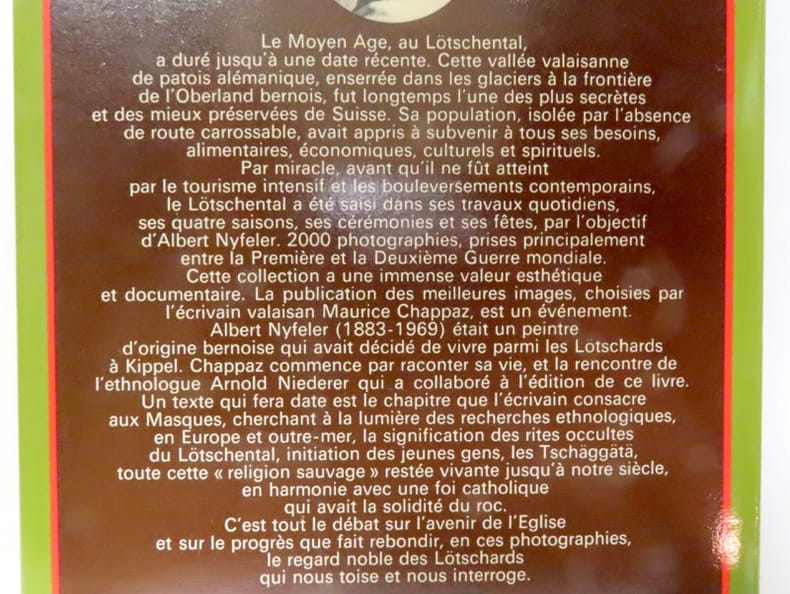 Le Moyen Age, au Lötschental,
a duré jusqu'à une date récente. Cette vallée valaisanne
de patois alémanique, enserrée dans les glaciers à la frontière
de l'Oberland bernois, fut longtemps l'une des plus secrètes
et des mieux préservées de Suisse. Sa population, isolée par l'absence
de route carrossable, avait appris à subvenir à tous ses besoins,
alimentaires, économiques, culturels et spirituels.
Par miracle, avant qu'il ne fût atteint
par le tourisme intensif et les bouleversements contemporains,
le Lötschental a été saisi dans ses travaux quotidiens,
ses quatre saisons, ses cérémonies et ses fêtes, par l'objectif
d'Albert Nyfeler. 2000 photographies, prises principalement
entre la Première et la Deuxième Guerre mondiale.
Cette collection a une immense valeur esthétique
et documentaire. La publication des meilleures images, choisies par
l'écrivain valaisan Maurice Chappaz, est un événement.
Albert Nyfeler (1883-1969) était un peintre
d'origine bernoise qui avait décidé de vivre parmi les Lötschards
à Kippel. Chappaz commence par raconter sa vie, et la rencontre de
l'ethnologue Arnold Niederer qui a collaboré à l'édition de ce livre.
Un texte qui fera date est le chapitre que l'écrivain consacre
aux Masques, cherchant à la lumière des recherches ethnologiques,
en Europe et outre-mer, la signification des rites occultes
du Lötschental, initiation des jeunes gens, les Tschäggätä,
toute cette « religion sauvage » restée vivante jusqu'à notre siècle,
en harmonie avec une foi catholique
qui avait la solidité du roc.
C'est tout le débat sur l'avenir de l'Eglise
et sur le progrès que fait rebondir, en ces photographies,
le regard noble des Lötschards
qui nous toise et nous interroge.